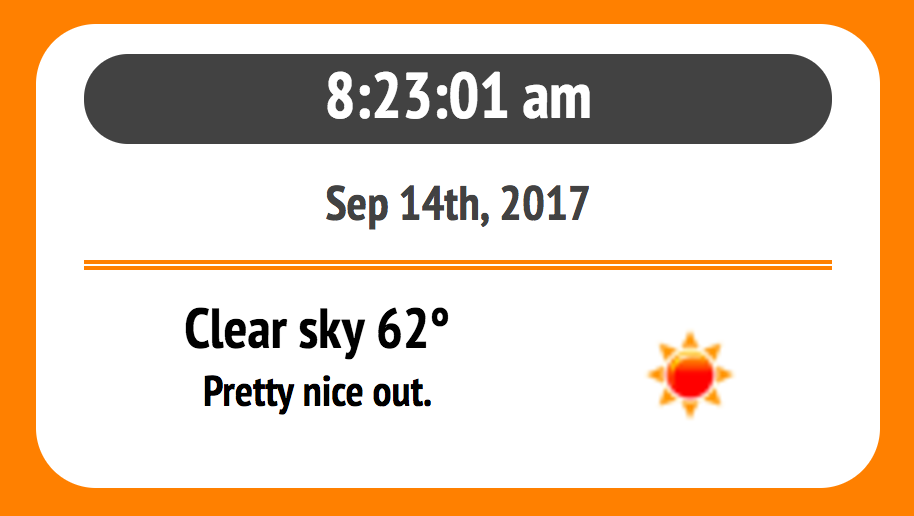 8:23:01 am
Sep 14th, 2017
Clear sky 62°
Pretty nice out.